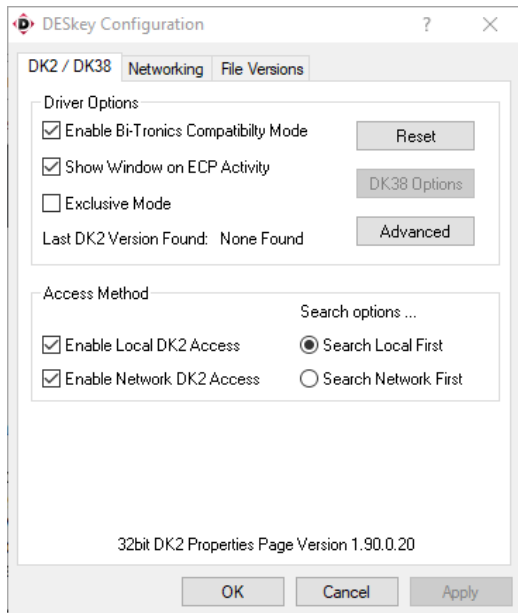 DESkey Configuration
DK2 / DK38 Networking File Versions
Driver Options
Enable Bi-Tronics Compatibilty Mode
Reset
Show Window on ECP Activity
DK38 Options
Exclusive Mode
Last DK2 Version Found: None Found
Advanced
Access Method
Search options ...
Enable Local DK2 Access
Search Local First
Enable Network DK2 Access
Search Network First
32bit DK2 Properties Page Version 1.90.0.20
OK Cancel Apply